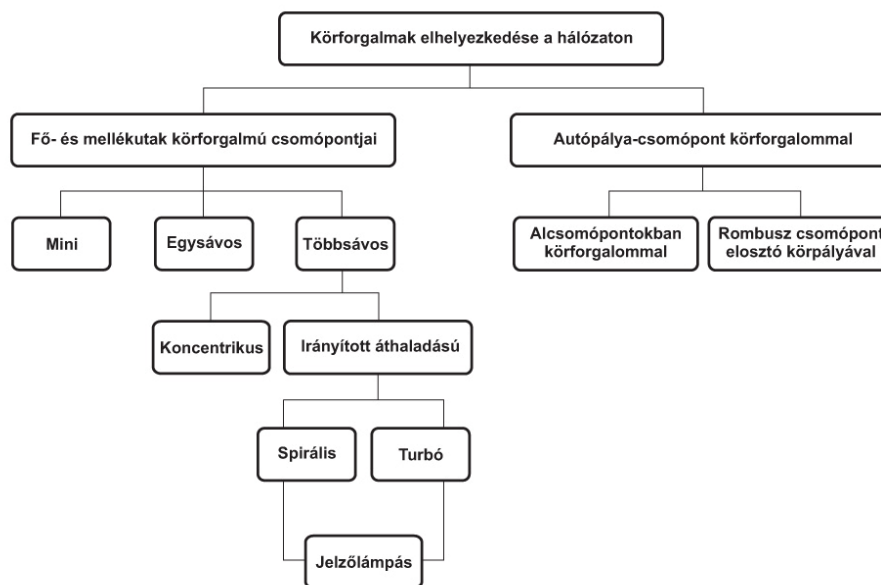 Körforgalmak elhelyezkedése a hálózaton
Fő- és mellékutak körforgalmú csomópontjai
Autópálya-csomópont körforgalommal
Mini
Egysávos
Többsávos
Alcsomópontokban
körforgalommal
Rombusz csomópont
elosztó körpályával
Koncentrikus
Irányított áthaladású
Spirális
Turbó
Jelzőlámpás